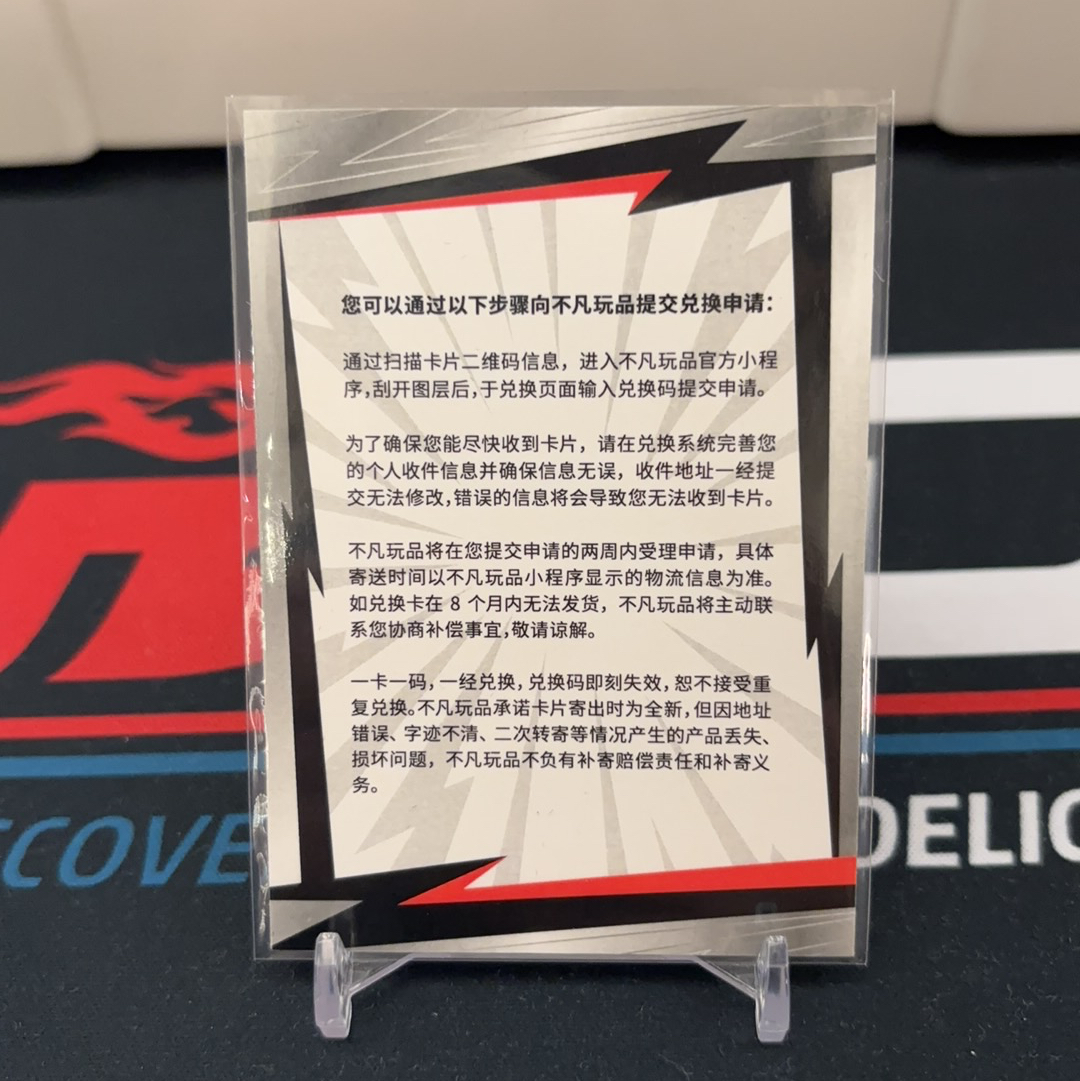 您可以通过以下步骤向不凡玩品提交兑换申请：
通过扫描卡片二维码信息，进入不凡玩品官方小程
序，刮开图层后，于兑换页面输入兑换码提交申请。
为了确保您能尽快收到卡片，请在兑换系统完善您
的个人收件信息并确保信息无误，收件地址一经提
交无法修改，错误的信息将会导致您无法收到卡片。
不凡玩品将在您提交申请的两周内受理申请，具体
寄送时间以不凡玩品小程序显示的物流信息为准。
如兑换卡在 8 个月内无法发货，不凡玩品将主动联
系您协商补偿事宜，敬请谅解。
一卡一码，一经兑换，兑换码即刻失效，恕不接受重
复兑换。不凡玩品承诺卡片寄出时为全新，但因地址
错误、字迹不清、二次转寄等情况产生的产品丢失、
损坏问题，不凡玩品不负有补寄赔偿责任和补寄义
务。